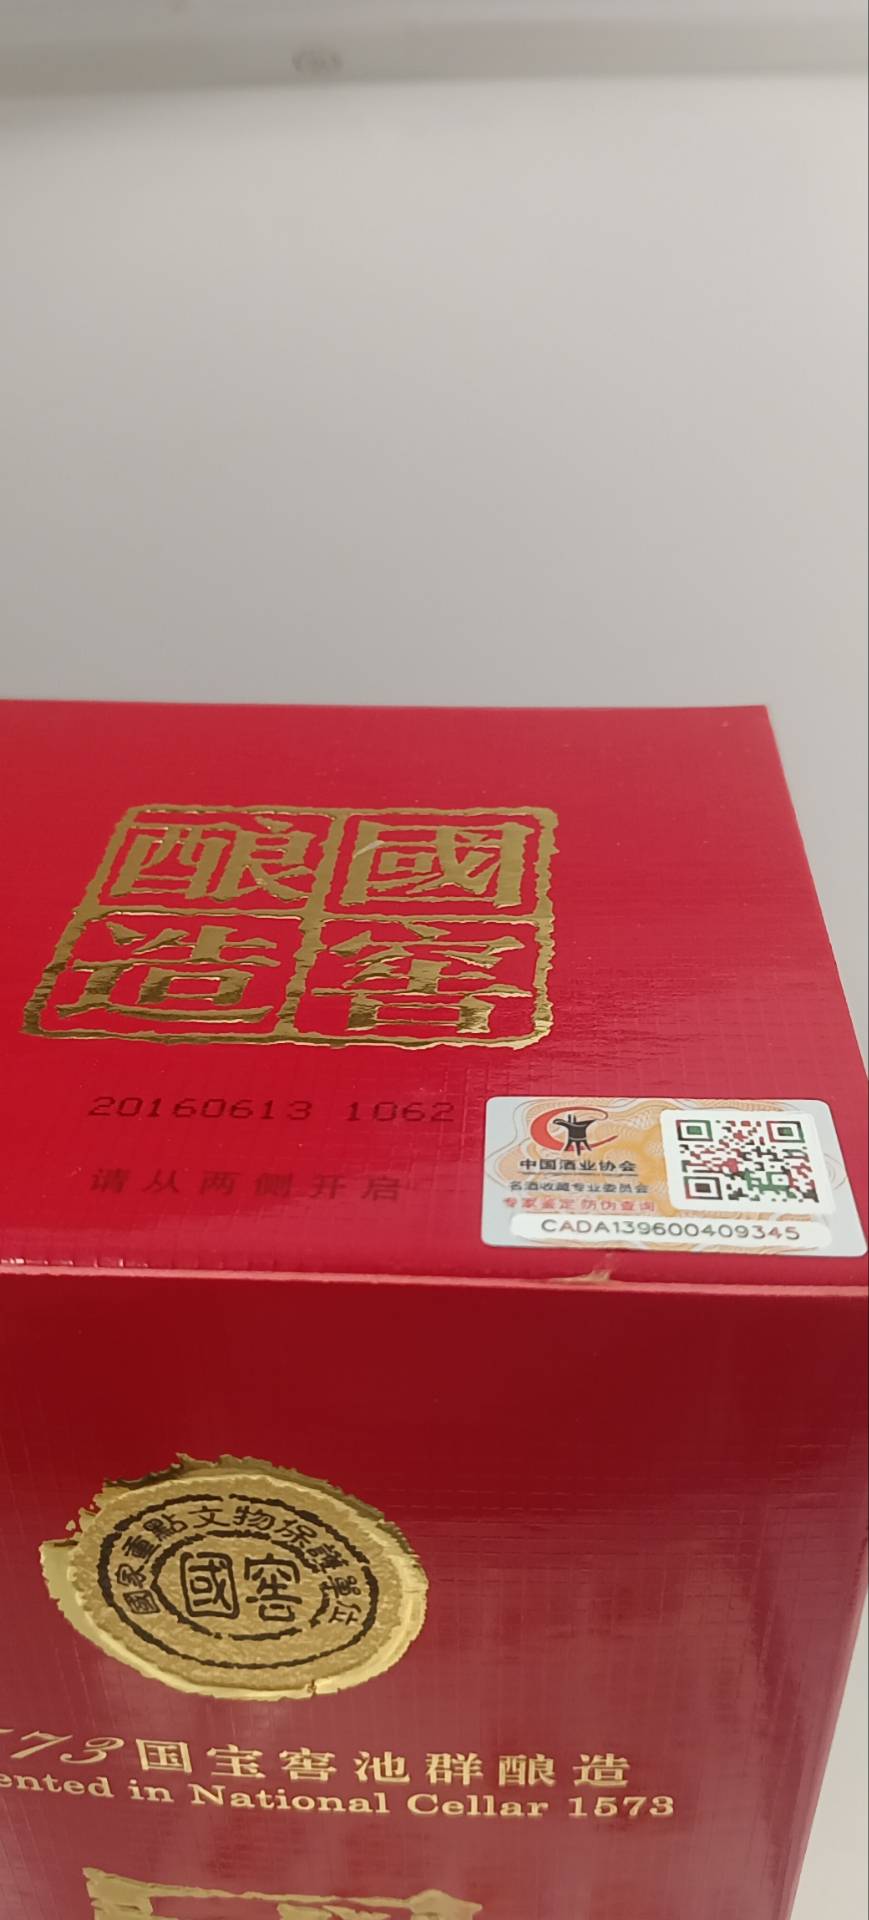 國窖
酿造
20160613 1062
请从两侧开启
中国酒业协会
名酒收藏专业委员会
专家鉴定 防伪查询
CADA139600409345
國家重點文物保護單位
國窖
73国宝窖池群酿造
ented in National Cellar 1573